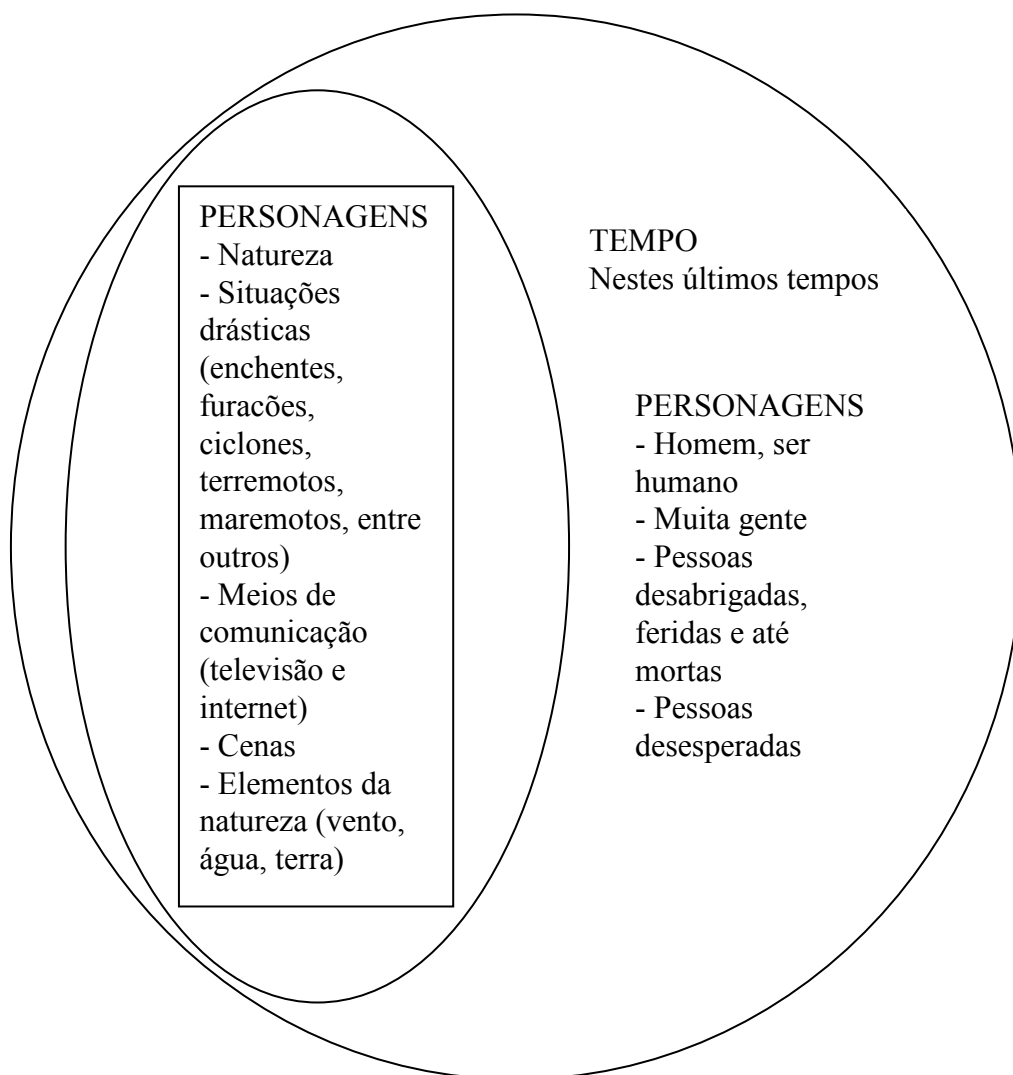 PERSONAGENS
- Natureza
- Situações
drásticas
(enchentes,
furacões,
ciclones,
terremotos,
maremotos, entre
outros)
- Meios de
comunicação
(televisão e
internet)
- Cenas
- Elementos da
natureza (vento,
água, terra)
TEMPO
Nestes últimos tempos
PERSONAGENS
- Homem, ser
humano
- Muita gente
- Pessoas
desabrigadas,
feridas e até
mortas
- Pessoas
desesperadas